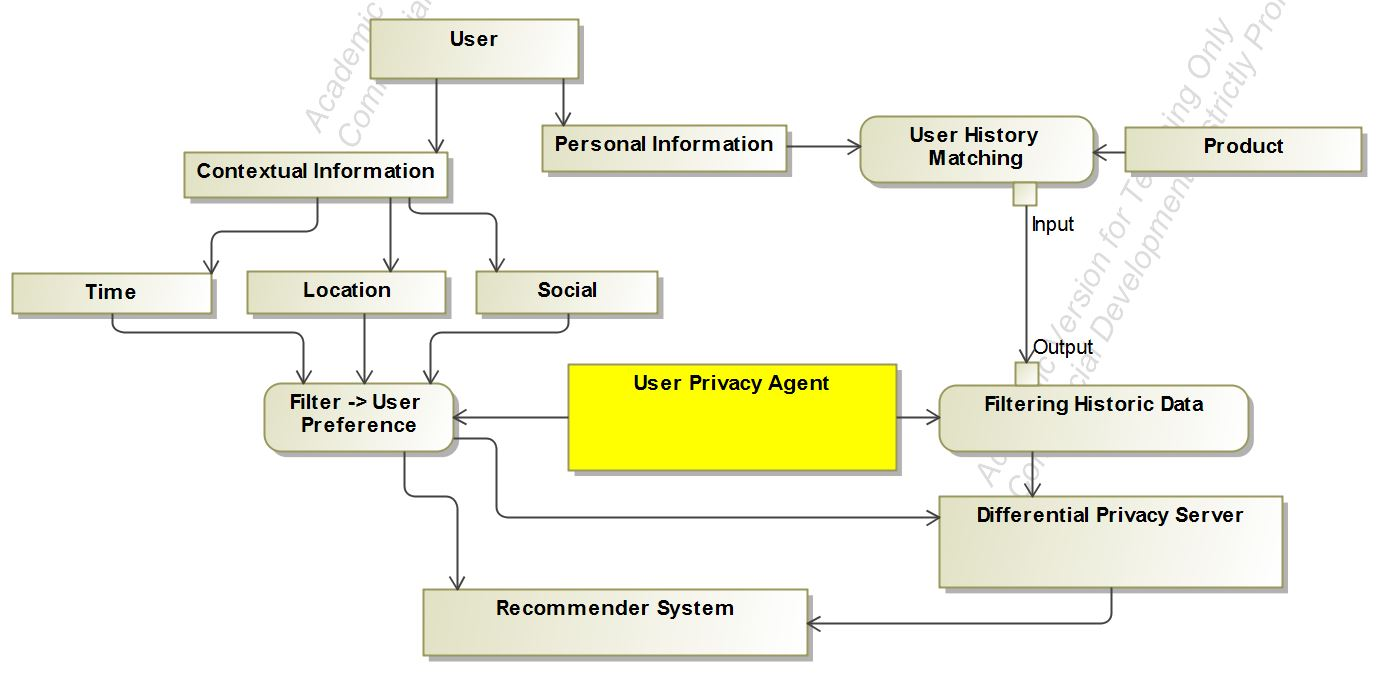 User
Personal Information
User History
Matching
Product
Contextual Information
Input
Time
Location
Social
Output
User Privacy Agent
Filter -> User
Preference
Filtering Historic Data
Differential Privacy Server
Recommender System